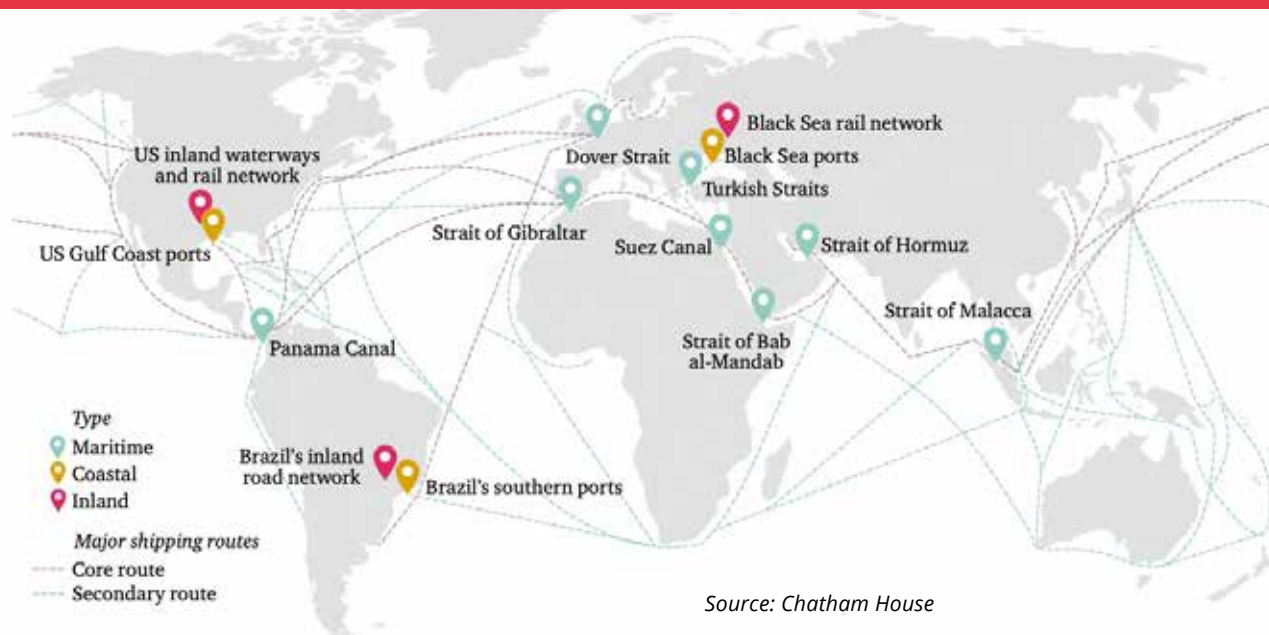 US inland waterways
and rail network
US Gulf Coast ports
Panama Canal
Dover Strait
Strait of Gibraltar
Black Sea rail network
Black Sea ports
Turkish Straits
Suez Canal
Strait of Hormuz
Strait of Bab
al-Mandab
Strait of Malacca
Brazil's inland
road network
Brazil's southern ports
Type
Maritime
Coastal
Inland
Major shipping routes
Core route
Secondary route
Source: Chatham House